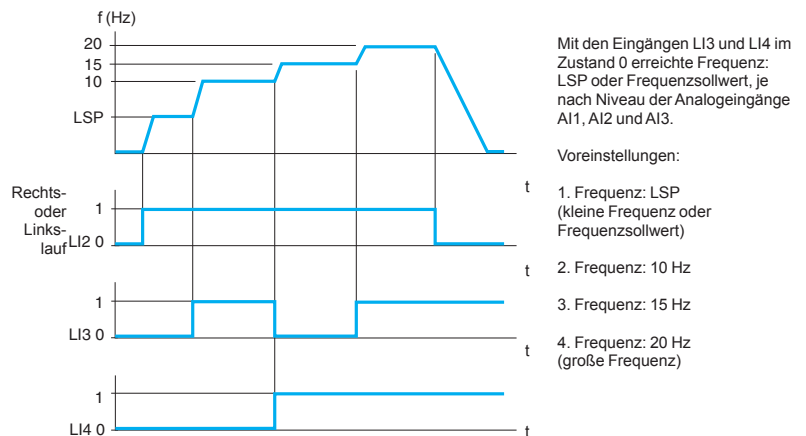 f (Hz)
20
15
10
LSP
t
Rechts-
oder
Links-
lauf
1
LI2 0
t
1
LI3 0
t
1
LI4 0
t
Mit den Eingängen LI3 und LI4 im
Zustand 0 erreichte Frequenz:
LSP oder Frequenzsollwert, je
nach Niveau der Analogeingänge
AI1, AI2 und AI3.
Voreinstellungen:
1. Frequenz: LSP
(kleine Frequenz oder
Frequenzsollwert)
2. Frequenz: 10 Hz
3. Frequenz: 15 Hz
4. Frequenz: 20 Hz
(große Frequenz)